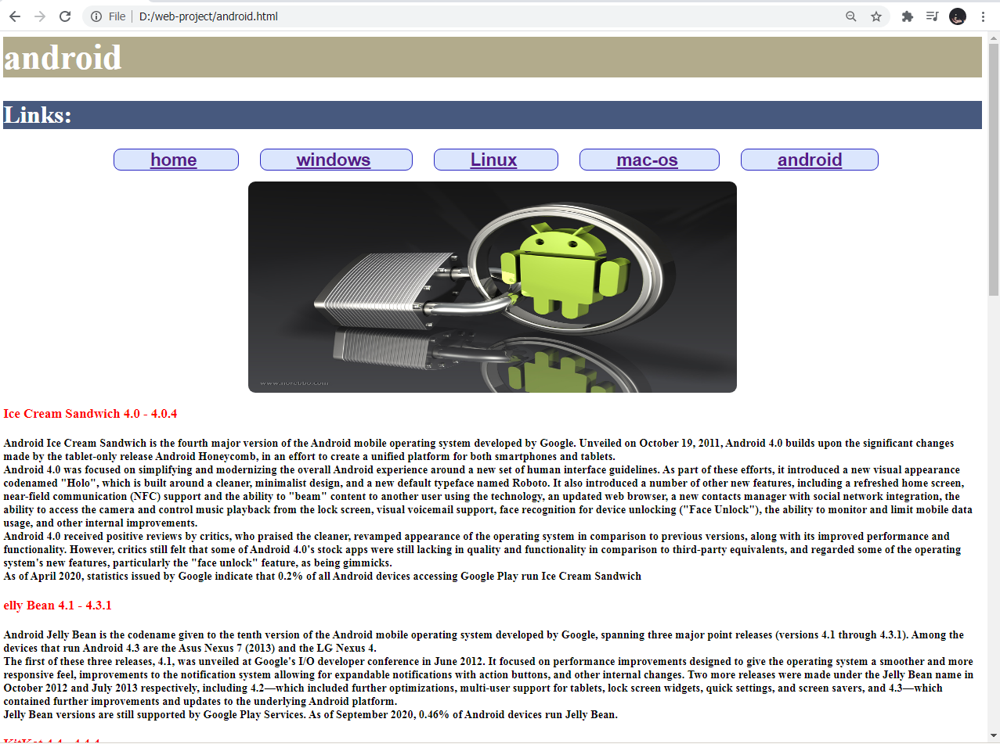 File
D:/web-project/android.html
android
Links:
home
windows
Linux
mac-os
android
www.norebbo.com
Ice Cream Sandwich 4.0 - 4.0.4
Android Ice Cream Sandwich is the fourth major version of the Android mobile operating system developed by Google. Unveiled on October 19, 2011, Android 4.0 builds upon the significant changes
made by the tablet-only release Android Honeycomb, in an effort to create a unified platform for both smartphones and tablets.
Android 4.0 was focused on simplifying and modernizing the overall Android experience around a new set of human interface guidelines. As part of these efforts, it introduced a new visual appearance
codenamed "Holo", which is built around a cleaner, minimalist design, and a new default typeface named Roboto. It also introduced a number of other new features, including a refreshed home screen,
near-field communication (NFC) support and the ability to "beam" content to another user using the technology, an updated web browser, a new contacts manager with social network integration, the
ability to access the camera and control music playback from the lock screen, visual voicemail support, face recognition for device unlocking ("Face Unlock"), the ability to monitor and limit mobile data
usage, and other internal improvements.
Android 4.0 received positive reviews by critics, who praised the cleaner, revamped appearance of the operating system in comparison to previous versions, along with its improved performance and
functionality. However, critics still felt that some of Android 4.0's stock apps were still lacking in quality and functionality in comparison to third-party equivalents, and regarded some of the operating
system's new features, particularly the "face unlock" feature, as being gimmicks.
As of April 2020, statistics issued by Google indicate that 0.2% of all Android devices accessing Google Play run Ice Cream Sandwich
elly Bean 4.1 - 4.3.1
Android Jelly Bean is the codename given to the tenth version of the Android mobile operating system developed by Google, spanning three major point releases (versions 4.1 through 4.3.1). Among the
devices that run Android 4.3 are the Asus Nexus 7 (2013) and the LG Nexus 4.
The first of these three releases, 4.1, was unveiled at Google's I/O developer conference in June 2012. It focused on performance improvements designed to give the operating system a smoother and more
responsive feel, improvements to the notification system allowing for expandable notifications with action buttons, and other internal changes. Two more releases were made under the Jelly Bean name in
October 2012 and July 2013 respectively, including 4.2—which included further optimizations, multi-user support for tablets, lock screen widgets, quick settings, and screen savers, and 4.3—which
contained further improvements and updates to the underlying Android platform.
Jelly Bean versions are still supported by Google Play Services. As of September 2020, 0.46% of Android devices run Jelly Bean.
KitKat 4.4 - 4.4.4